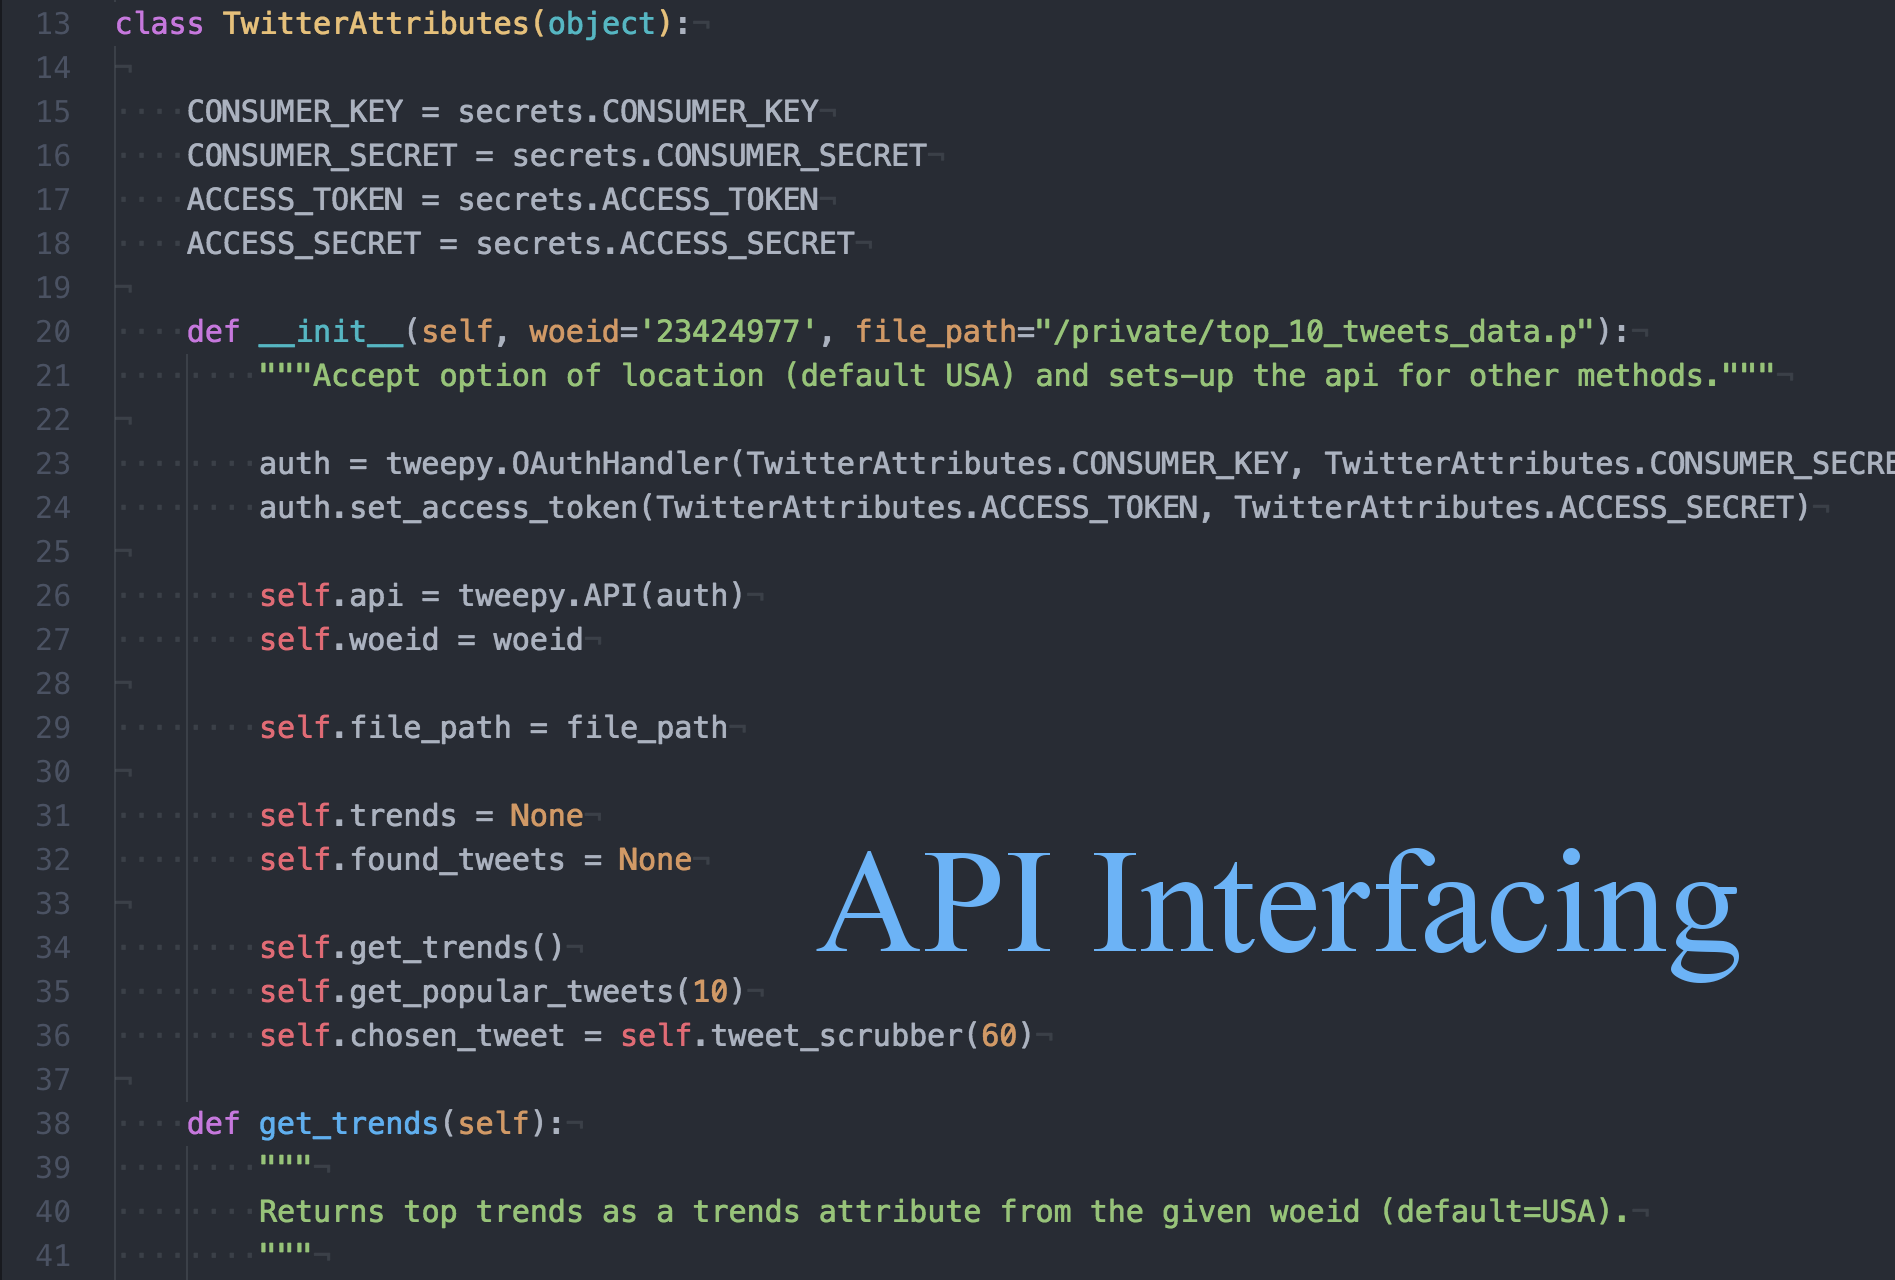 13 class TwitterAttributes(object):
14
15     CONSUMER_KEY = secrets.CONSUMER_KEY
16     CONSUMER_SECRET = secrets.CONSUMER_SECRET
17     ACCESS_TOKEN = secrets.ACCESS_TOKEN
18     ACCESS_SECRET = secrets.ACCESS_SECRET
19
20     def __init__(self, woeid='23424977', file_path="/private/top_10_tweets_data.p"):
21         """Accept option of location (default USA) and sets-up the api for other methods."""
22
23         auth = tweepy.OAuthHandler(TwitterAttributes.CONSUMER_KEY, TwitterAttributes.CONSUMER_SECRE
24         auth.set_access_token(TwitterAttributes.ACCESS_TOKEN, TwitterAttributes.ACCESS_SECRET)
25
26         self.api = tweepy.API(auth)
27         self.woeid = woeid
28
29         self.file_path = file_path
30
31         self.trends = None
32         self.found_tweets = None
33
API Interfacing
34         self.get_trends()
35         self.get_popular_tweets(10)
36         self.chosen_tweet = self.tweet_scrubber(60)
37
38     def get_trends(self):
39         """
40         Returns top trends as a trends attribute from the given woeid (default=USA).
41         """